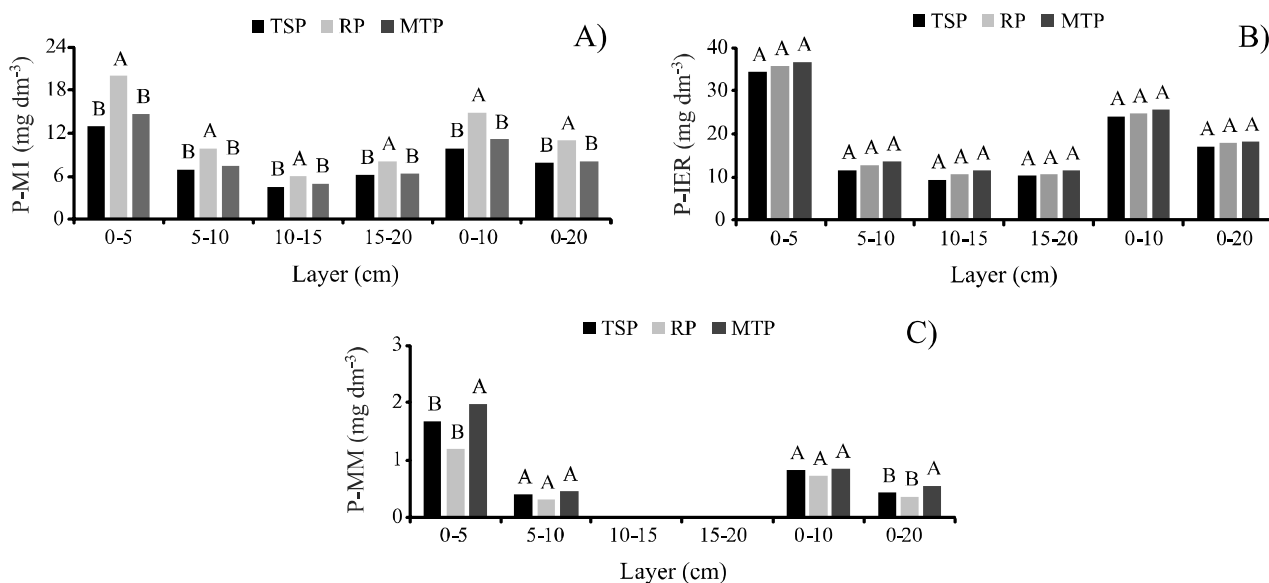 TSP RP MTP
A)
P-M1 (mg dm-3)
24
18
12
6
0
B A B
B A B
B A B
B A B
B A B
B A B
0-5 5-10 10-15 15-20 0-10 0-20
Layer (cm)
TSP RP MTP
B)
P-IER (mg dm-3)
40
30
20
10
0
A A A
A A A
A A A
A A A
A A A
A A A
0-5 5-10 10-15 15-20 0-10 0-20
Layer (cm)
TSP RP MTP
C)
P-MM (mg dm-3)
3
2
1
0
B B A
A A A
A A A
B B A
0-5 5-10 10-15 15-20 0-10 0-20
Layer (cm)